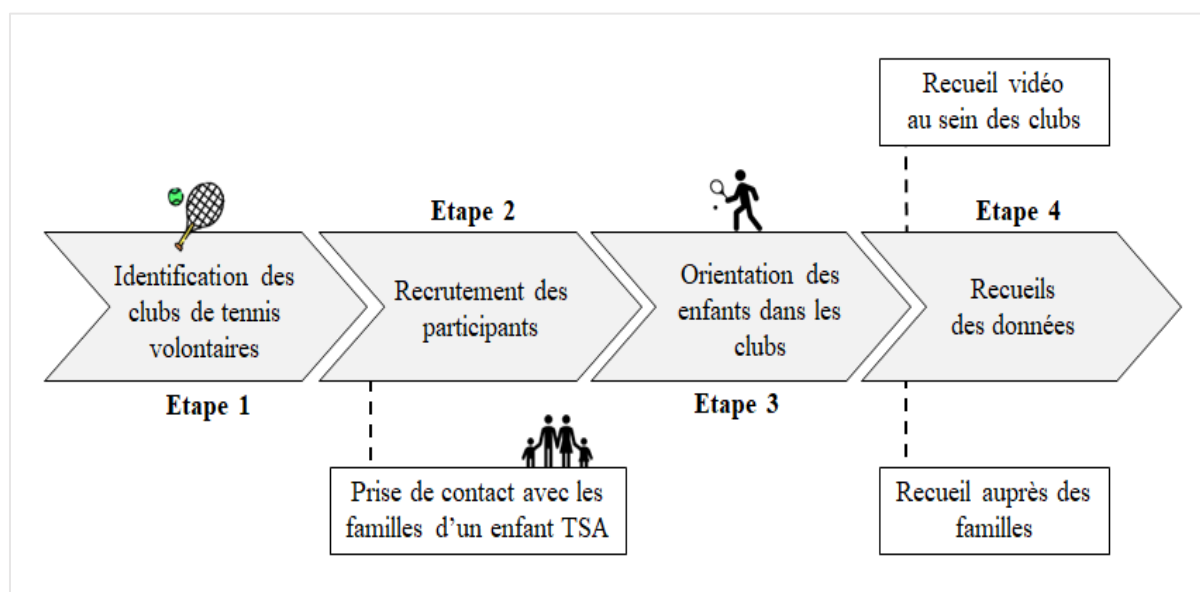 Recueil vidéo
au sein des clubs
Etape 2
Etape 4
Identification des
clubs de tennis
volontaires
Recrutement des
participants
Orientation des
enfants dans les
clubs
Recueils
des données
Etape 1
Etape 3
Prise de contact avec les
familles d'un enfant TSA
Recueil auprès des
familles